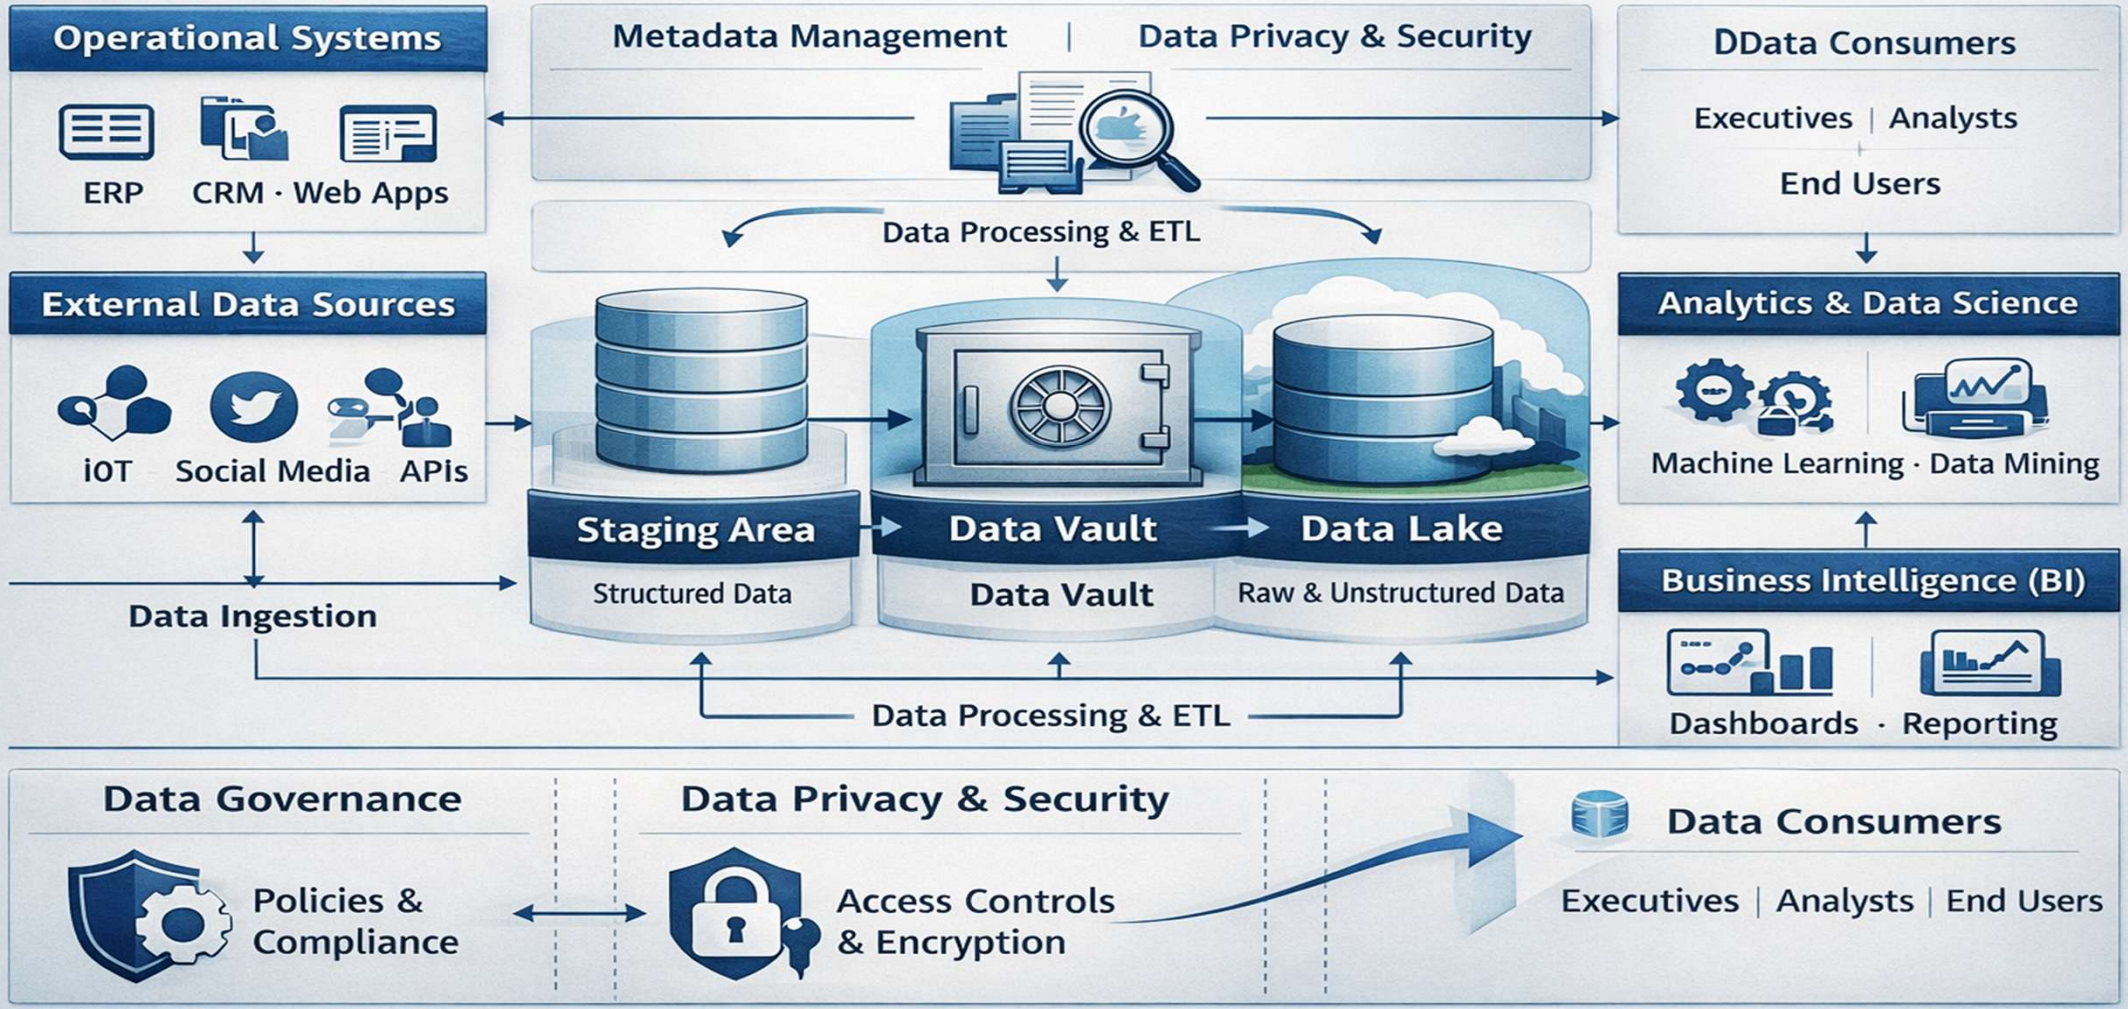 Operational Systems
ERP CRM · Web Apps
External Data Sources
iOT Social Media APIs
Data Ingestion
Metadata Management | Data Privacy & Security
Data Processing & ETL
Staging Area
Structured Data
Data Vault
Data Vault
Data Lake
Raw & Unstructured Data
Data Processing & ETL
DData Consumers
Executives | Analysts
End Users
Analytics & Data Science
Machine Learning · Data Mining
Business Intelligence (BI)
Dashboards · Reporting
Data Governance
Policies &
Compliance
Data Privacy & Security
Access Controls
& Encryption
Data Consumers
Executives | Analysts | End Users